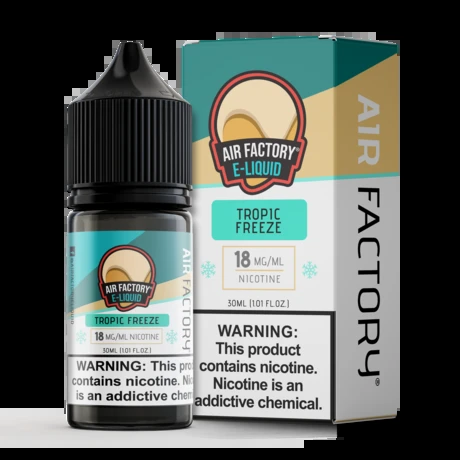 AIR FACTORY®
E-LIQUID
TROPIC FREEZE
18 MG/ML NICOTINE
30ML (1.01 FL.OZ.)
WARNING: This pro
contains nicotine. N
is an addictive chem
AIR FACTORY
AIR FACTORY®
E-LIQUID
TROPIC
FREEZE
18 MG/ML
NICOTINE
30ML (1.01 FL.OZ.)
WARNING:
This product
contains nicotine.
Nicotine is an
addictive chemical.
AIR FACTORY®